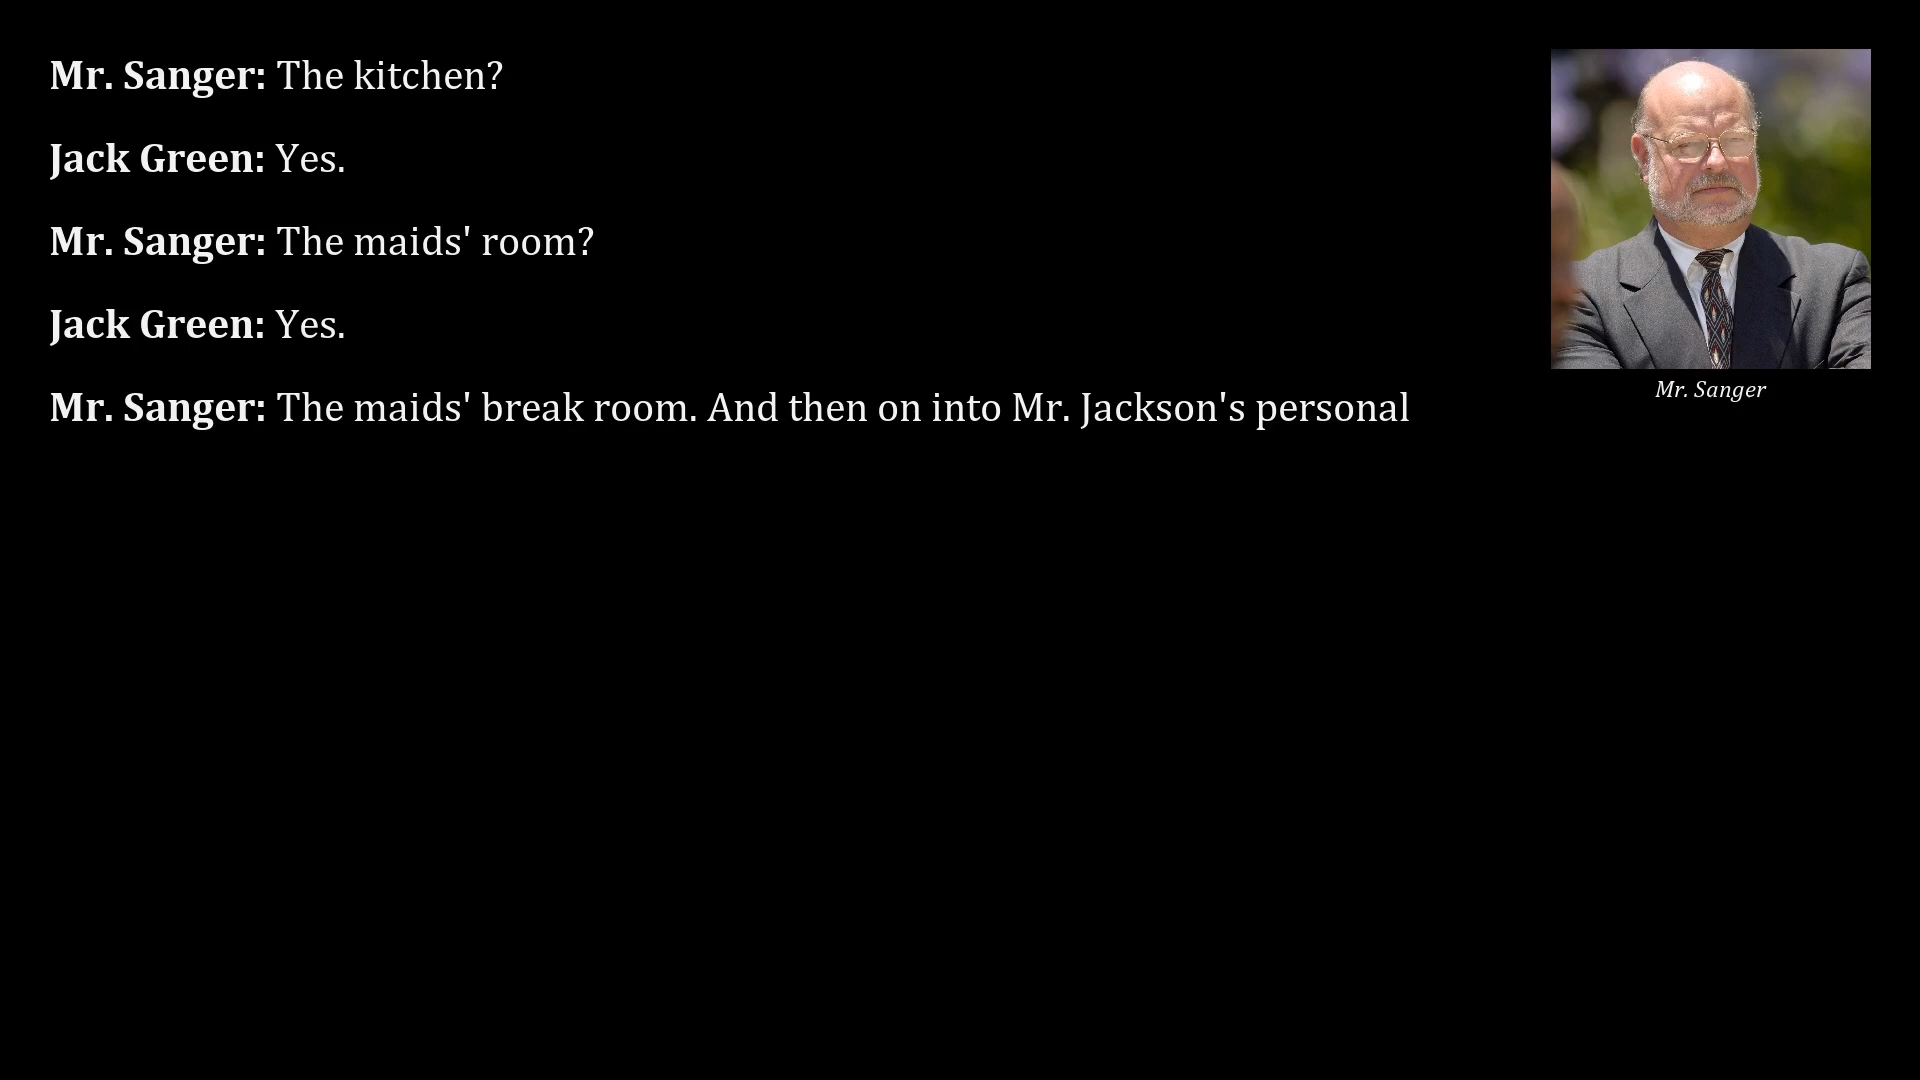 Mr. Sanger: The kitchen?
Jack Green: Yes.
Mr. Sanger: The maids' room?
Jack Green: Yes.
Mr. Sanger: The maids' break room. And then on into Mr. Jackson's personal
Mr. Sanger